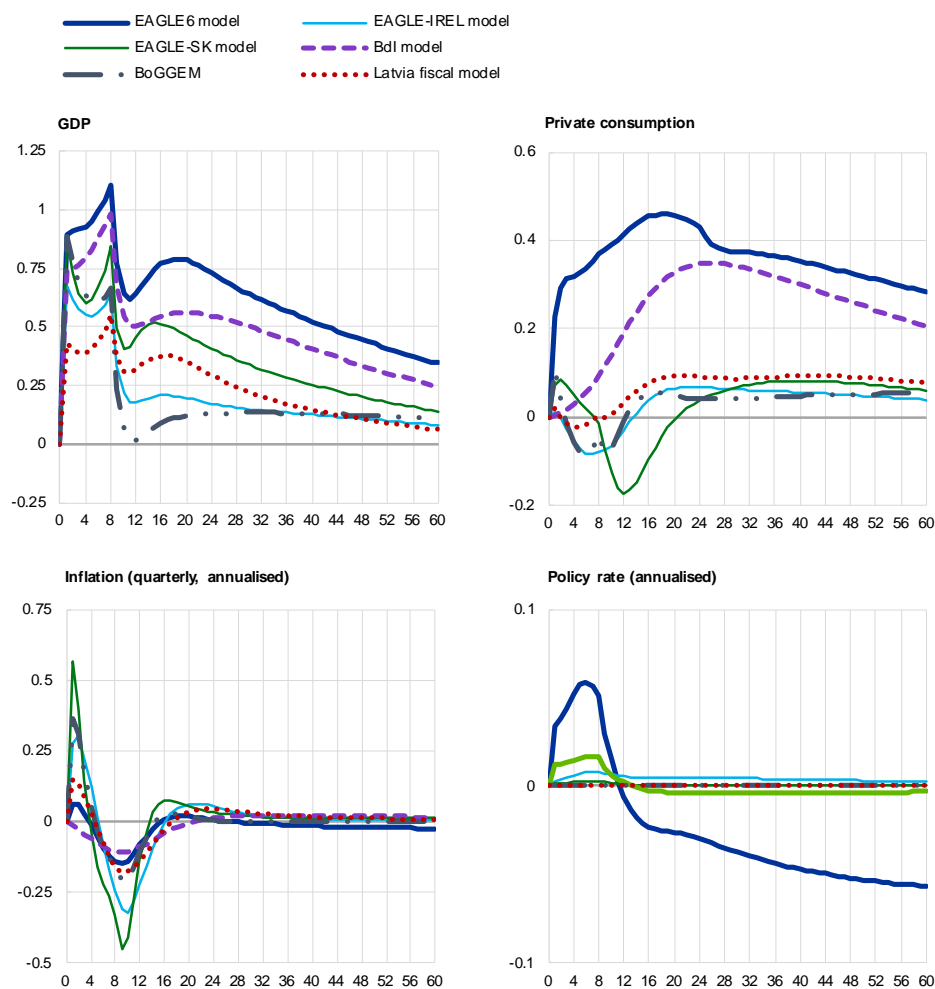 EAGLE6 model EAGLE-IREL model
EAGLE-SK model BdI model
BoGGEM Latvia fiscal model
GDP
1.25
1
0.75
0.5
0.25
0
-0.25
0 4 8 12 16 20 24 28 32 36 40 44 48 52 56 60
Private consumption
0.6
0.4
0.2
0
-0.2
0 4 8 12 16 20 24 28 32 36 40 44 48 52 56 60
Inflation (quarterly, annualised)
0.75
0.5
0.25
0
-0.25
-0.5
0 4 8 12 16 20 24 28 32 36 40 44 48 52 56 60
Policy rate (annualised)
0.1
0
-0.1
0 4 8 12 16 20 24 28 32 36 40 44 48 52 56 60